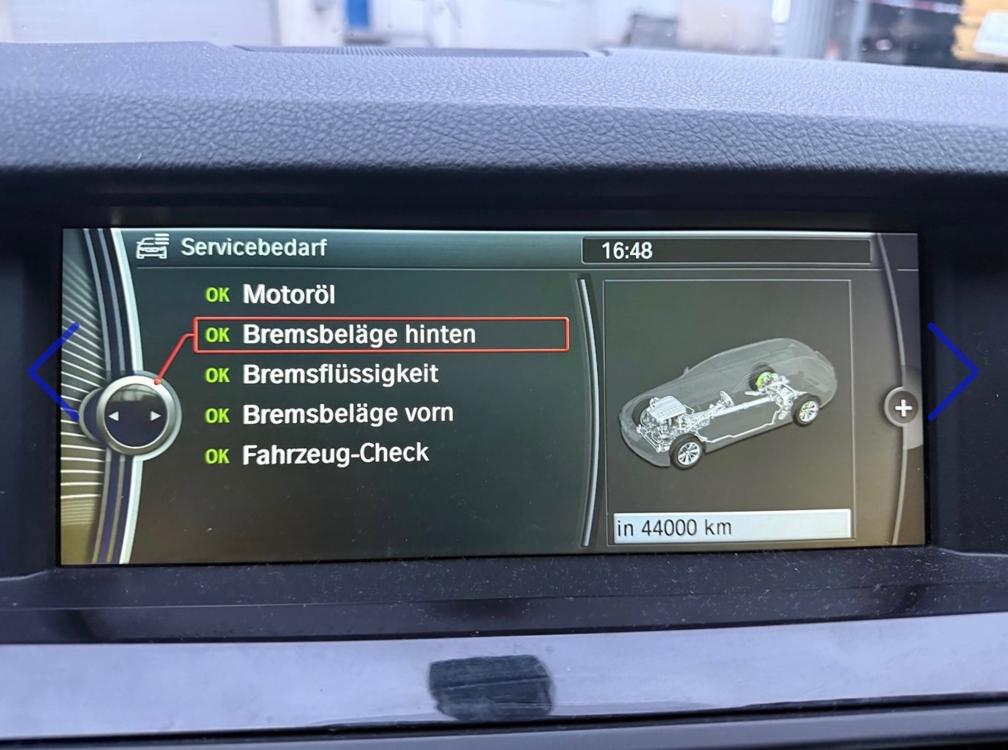 Servicebedarf
16:48
OK Motoröl
OK Bremsbeläge hinten
OK Bremsflüssigkeit
OK Bremsbeläge vorn
OK Fahrzeug-Check
in 44000 km